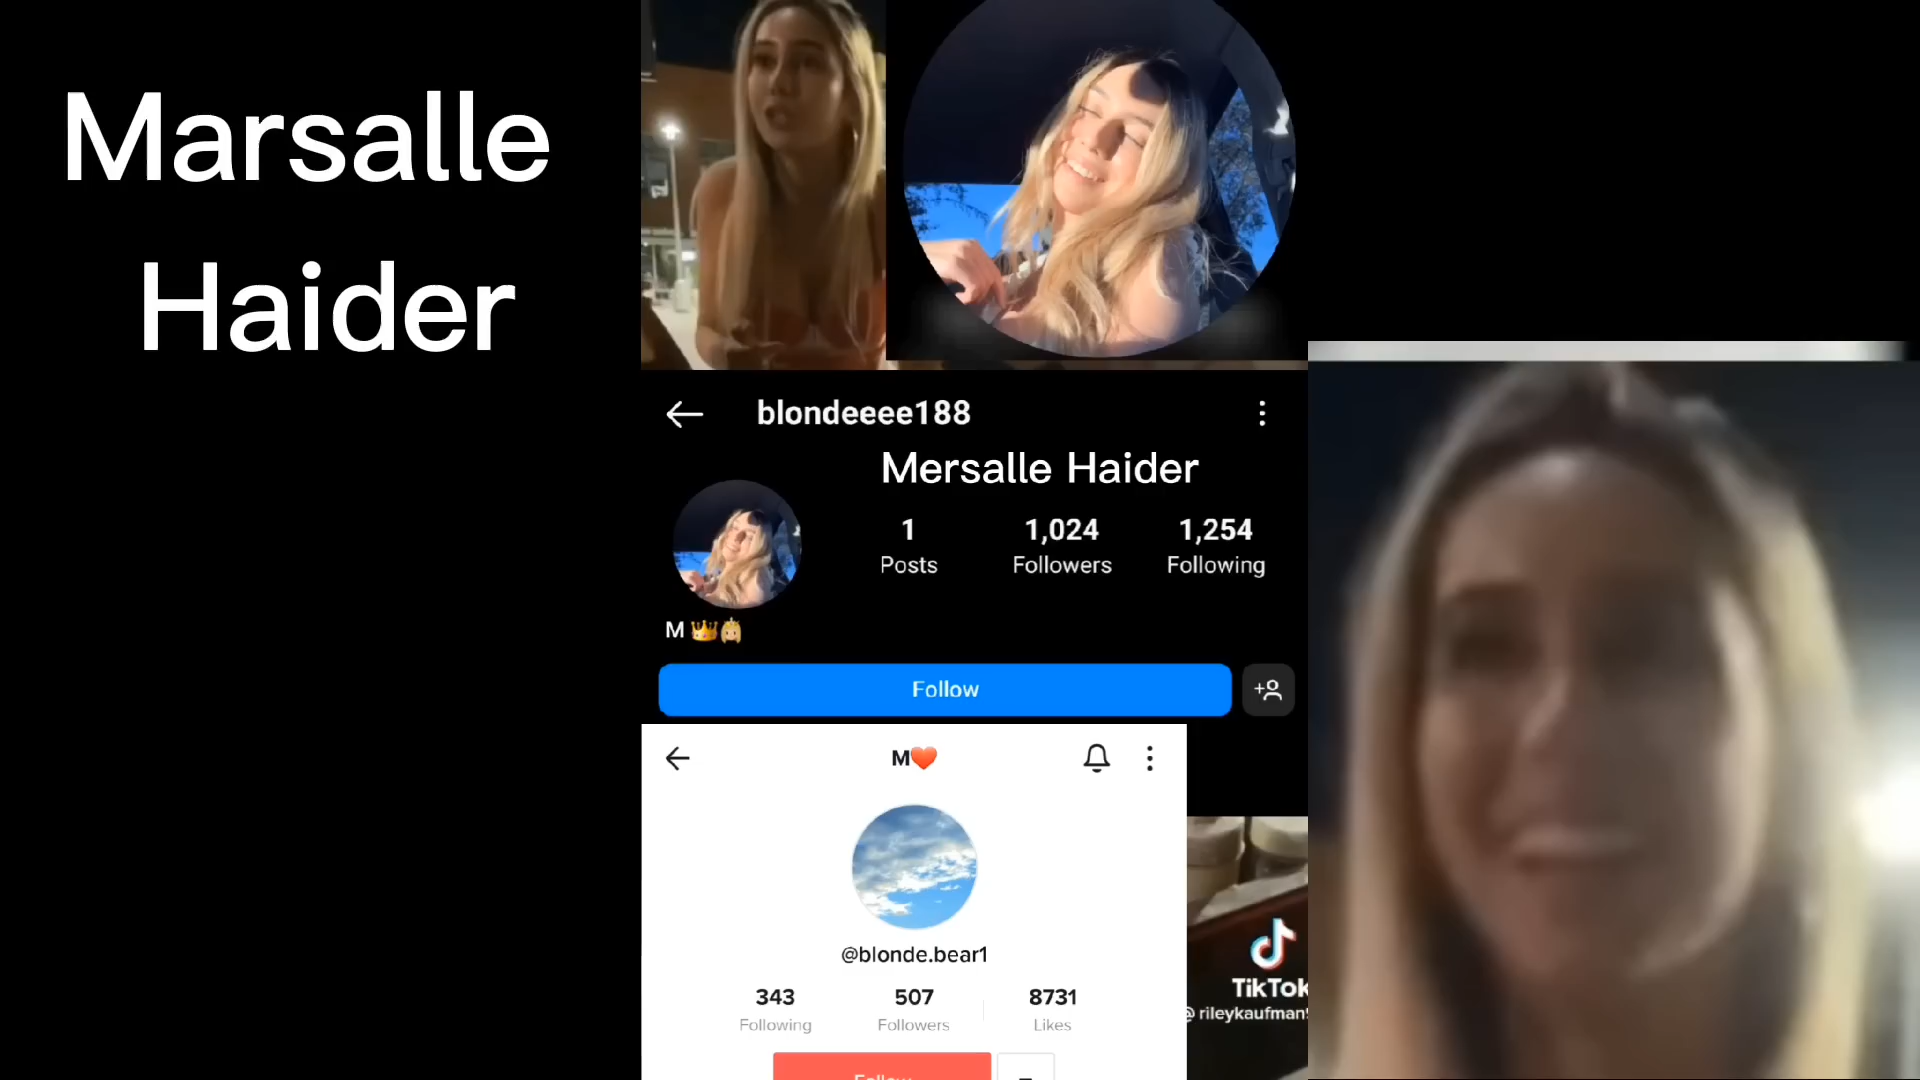 Marsalle
Haider
blondeeee188
Mersalle Haider
1
1,024
1,254
Posts
Followers
Following
M 👑👸🏼
Follow
M♥️
@blonde.bear1
343
507
8731
Following
Followers
Likes
TikTok
@ rileykaufman